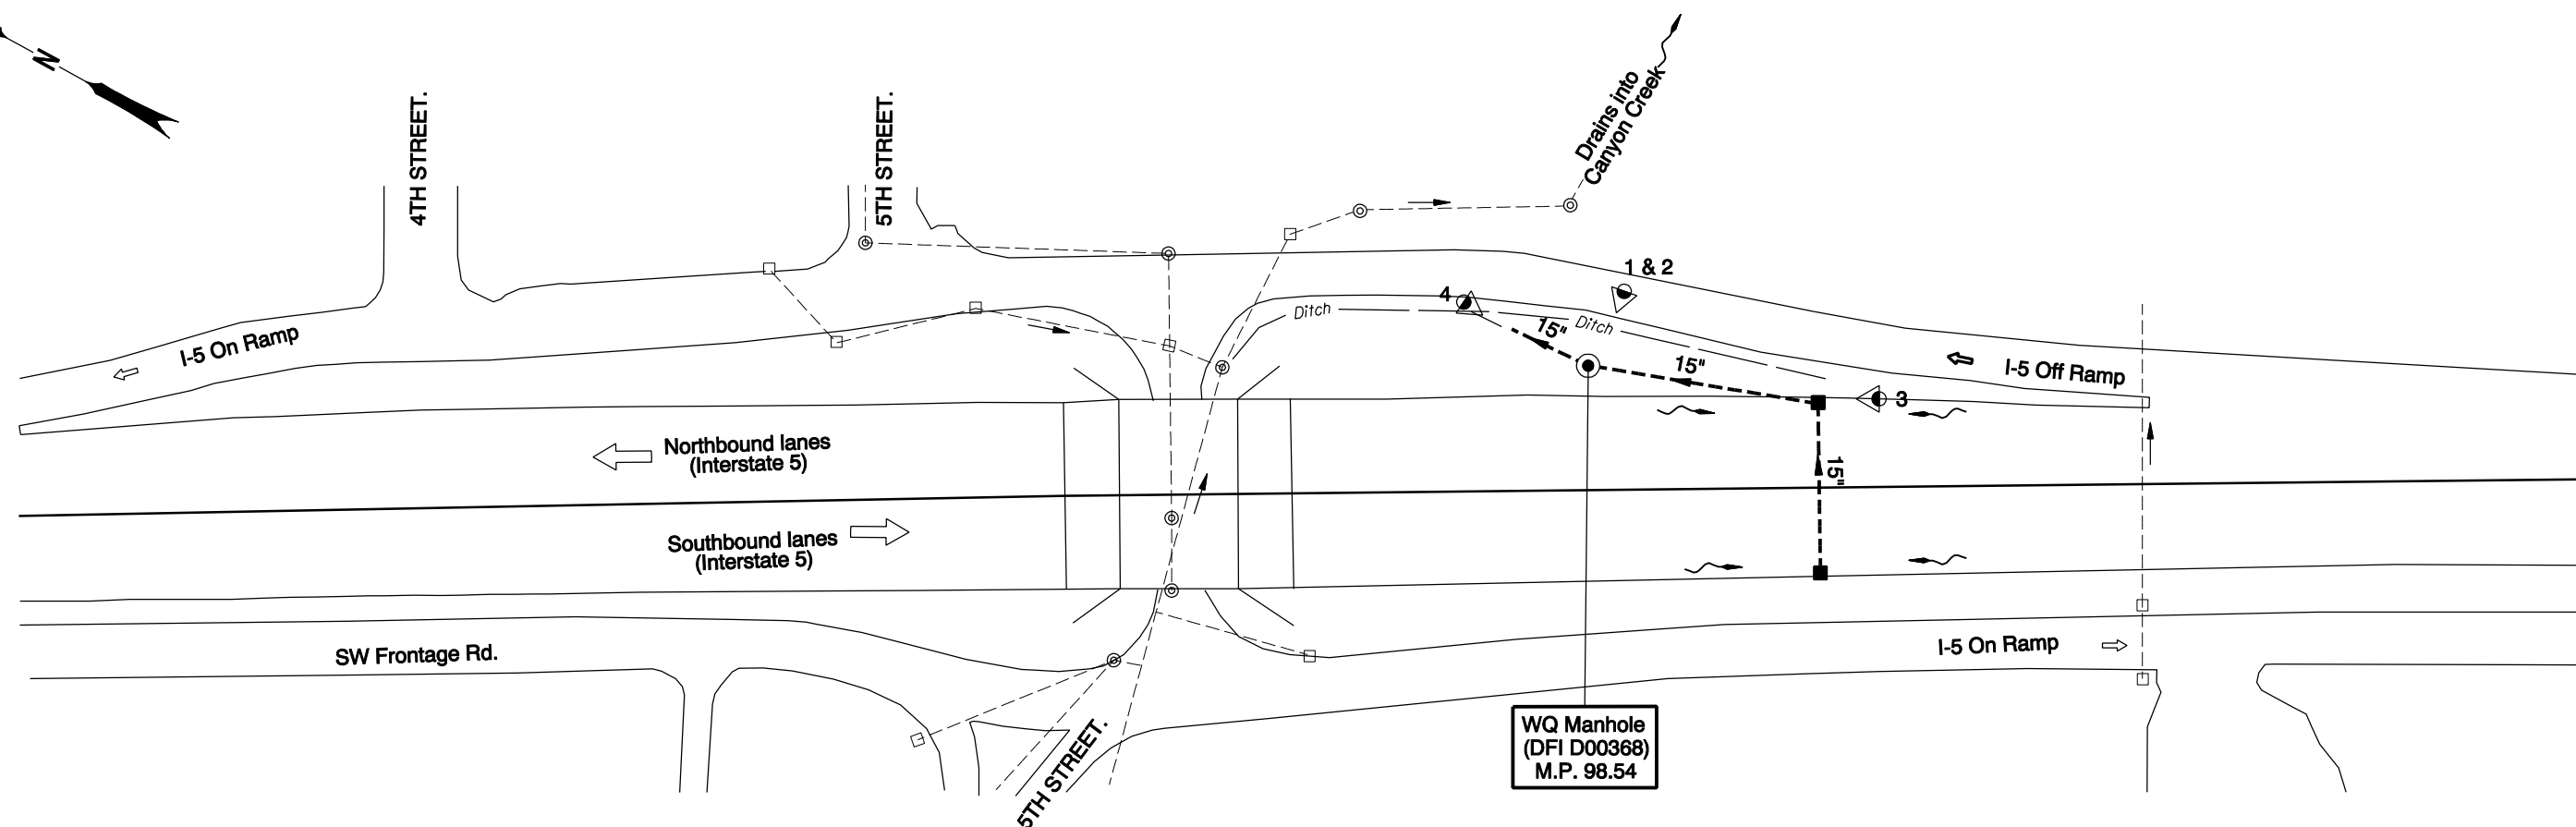 N
4TH STREET.
5TH STREET.
Drains into
Canyon Creek
1 & 2
4
Ditch
Ditch
15"
15"
I-5 On Ramp
I-5 Off Ramp
3
Northbound lanes
(Interstate 5)
15"
Southbound lanes
(Interstate 5)
SW Frontage Rd.
I-5 On Ramp
5TH STREET.
WQ Manhole
(DFI D00368)
M.P. 98.54